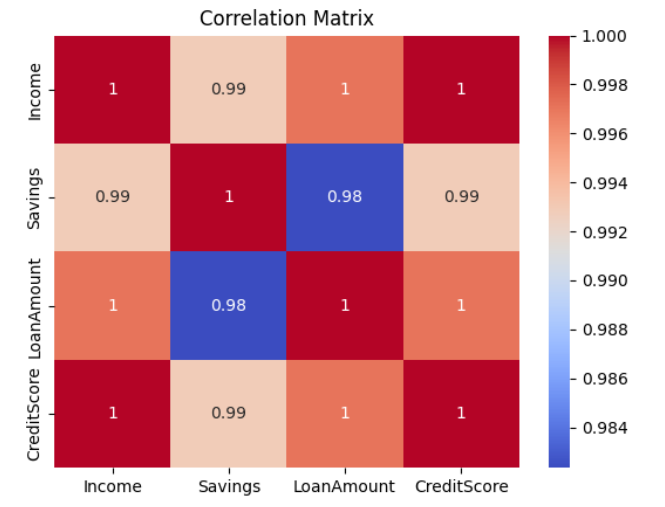 Correlation Matrix
Income 1 0.99 1 1
Savings 0.99 1 0.98 0.99
LoanAmount 1 0.98 1 1
CreditScore 1 0.99 1 1
Income Savings LoanAmount CreditScore
1.000
0.998
0.996
0.994
0.992
0.990
0.988
0.986
0.984